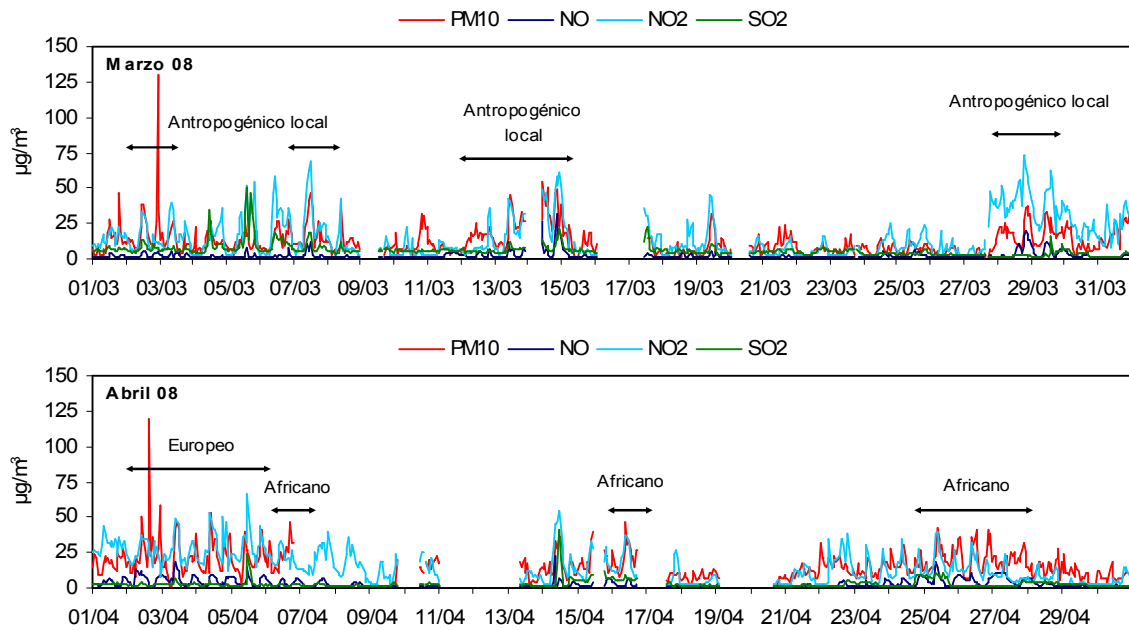 PM10 NO NO2 SO2
Marzo 08
Antropogénico local
Antropogénico
local
Antropogénico local
µg/m³
150
125
100
75
50
25
0
01/03 03/03 05/03 07/03 09/03 11/03 13/03 15/03 17/03 19/03 21/03 23/03 25/03 27/03 29/03 31/03
PM10 NO NO2 SO2
Abril 08
Europeo
Africano
Africano
Africano
µg/m³
150
125
100
75
50
25
0
01/04 03/04 05/04 07/04 09/04 11/04 13/04 15/04 17/04 19/04 21/04 23/04 25/04 27/04 29/04